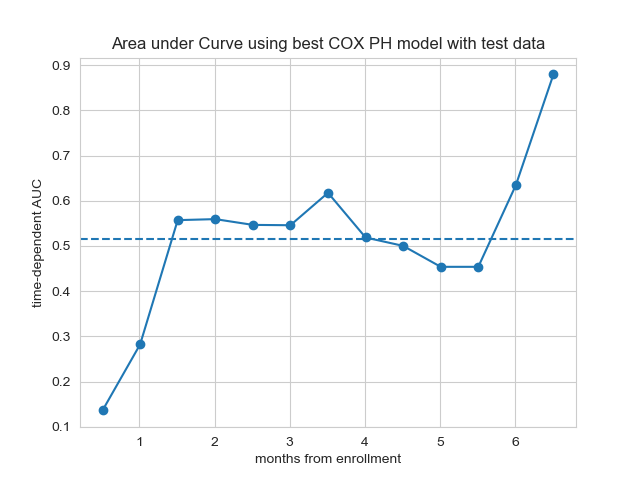 Area under Curve using best COX PH model with test data
time-dependent AUC
0.9
0.8
0.7
0.6
0.5
0.4
0.3
0.2
0.1
1 2 3 4 5 6
months from enrollment